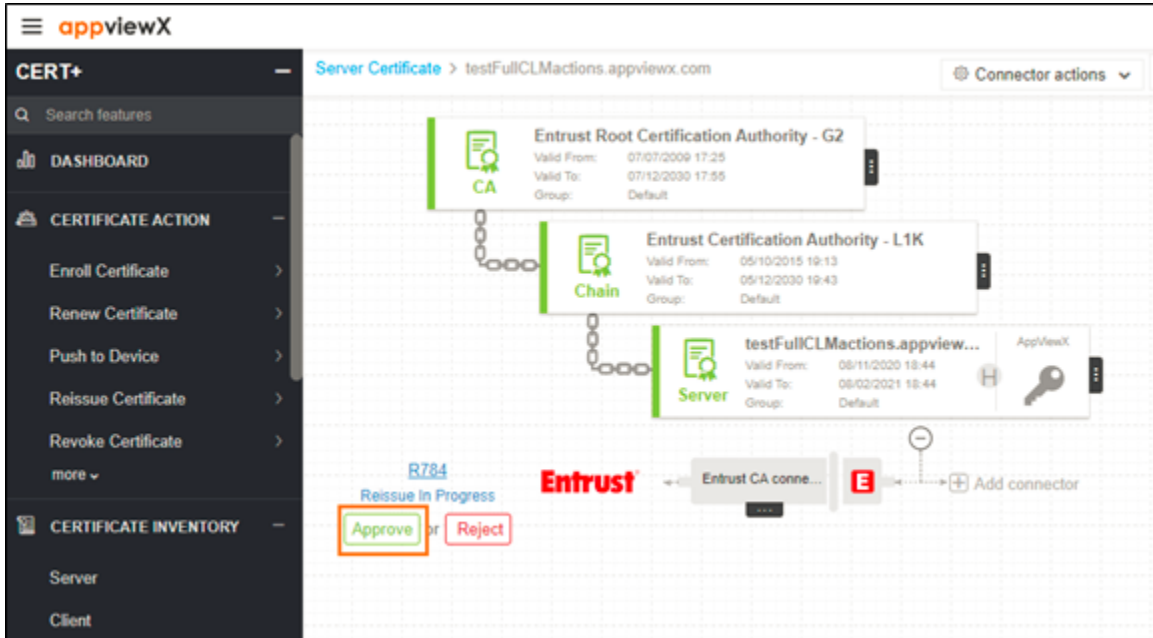 appviewX
CERT+
Search features
DASHBOARD
CERTIFICATE ACTION
Enroll Certificate
Renew Certificate
Push to Device
Reissue Certificate
Revoke Certificate
more
CERTIFICATE INVENTORY
Server
Client
Server Certificate > testFullCLMactions.appviewx.com
Connector actions
Entrust Root Certification Authority - G2
Valid From: 07/07/2009 17:25
Valid To: 07/12/2030 17:55
Group: Default
CA
Entrust Certification Authority - L1K
Valid From: 05/10/2015 19:13
Valid To: 05/12/2030 19:43
Group: Default
Chain
testFullCLMactions.appview...
Valid From: 08/11/2020 18:44
Valid To: 08/02/2021 18:44
Group: Default
Server
H
AppViewX
R784
Reissue In Progress
Approve or Reject
Entrust®
Entrust CA conne...
E
Add connector